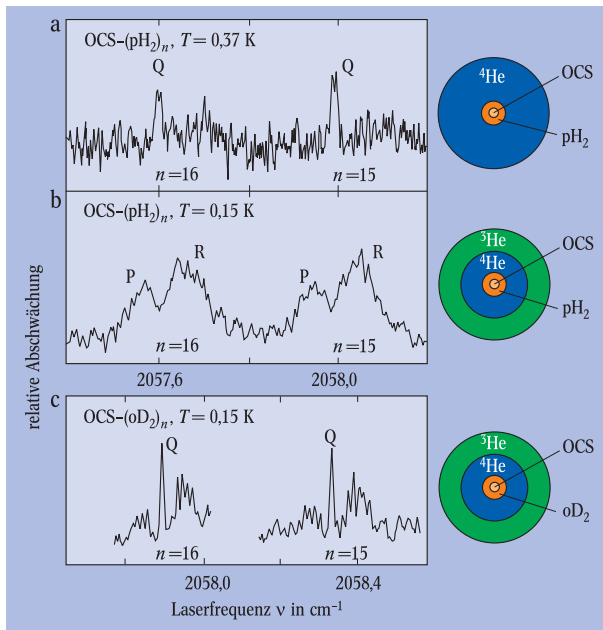 relative Abschwächung
a
OCS–(pH₂)ₙ, T = 0,37 K
Q
Q
n=16
n=15
⁴He
OCS
pH₂
b
OCS–(pH₂)ₙ, T = 0,15 K
P
R
P
R
n=16
n=15
2057,6
2058,0
³He
⁴He
OCS
pH₂
c
OCS–(oD₂)ₙ, T = 0,15 K
Q
Q
n=16
n=15
2058,0
2058,4
Laserfrequenz ν in cm⁻¹
³He
⁴He
OCS
oD₂